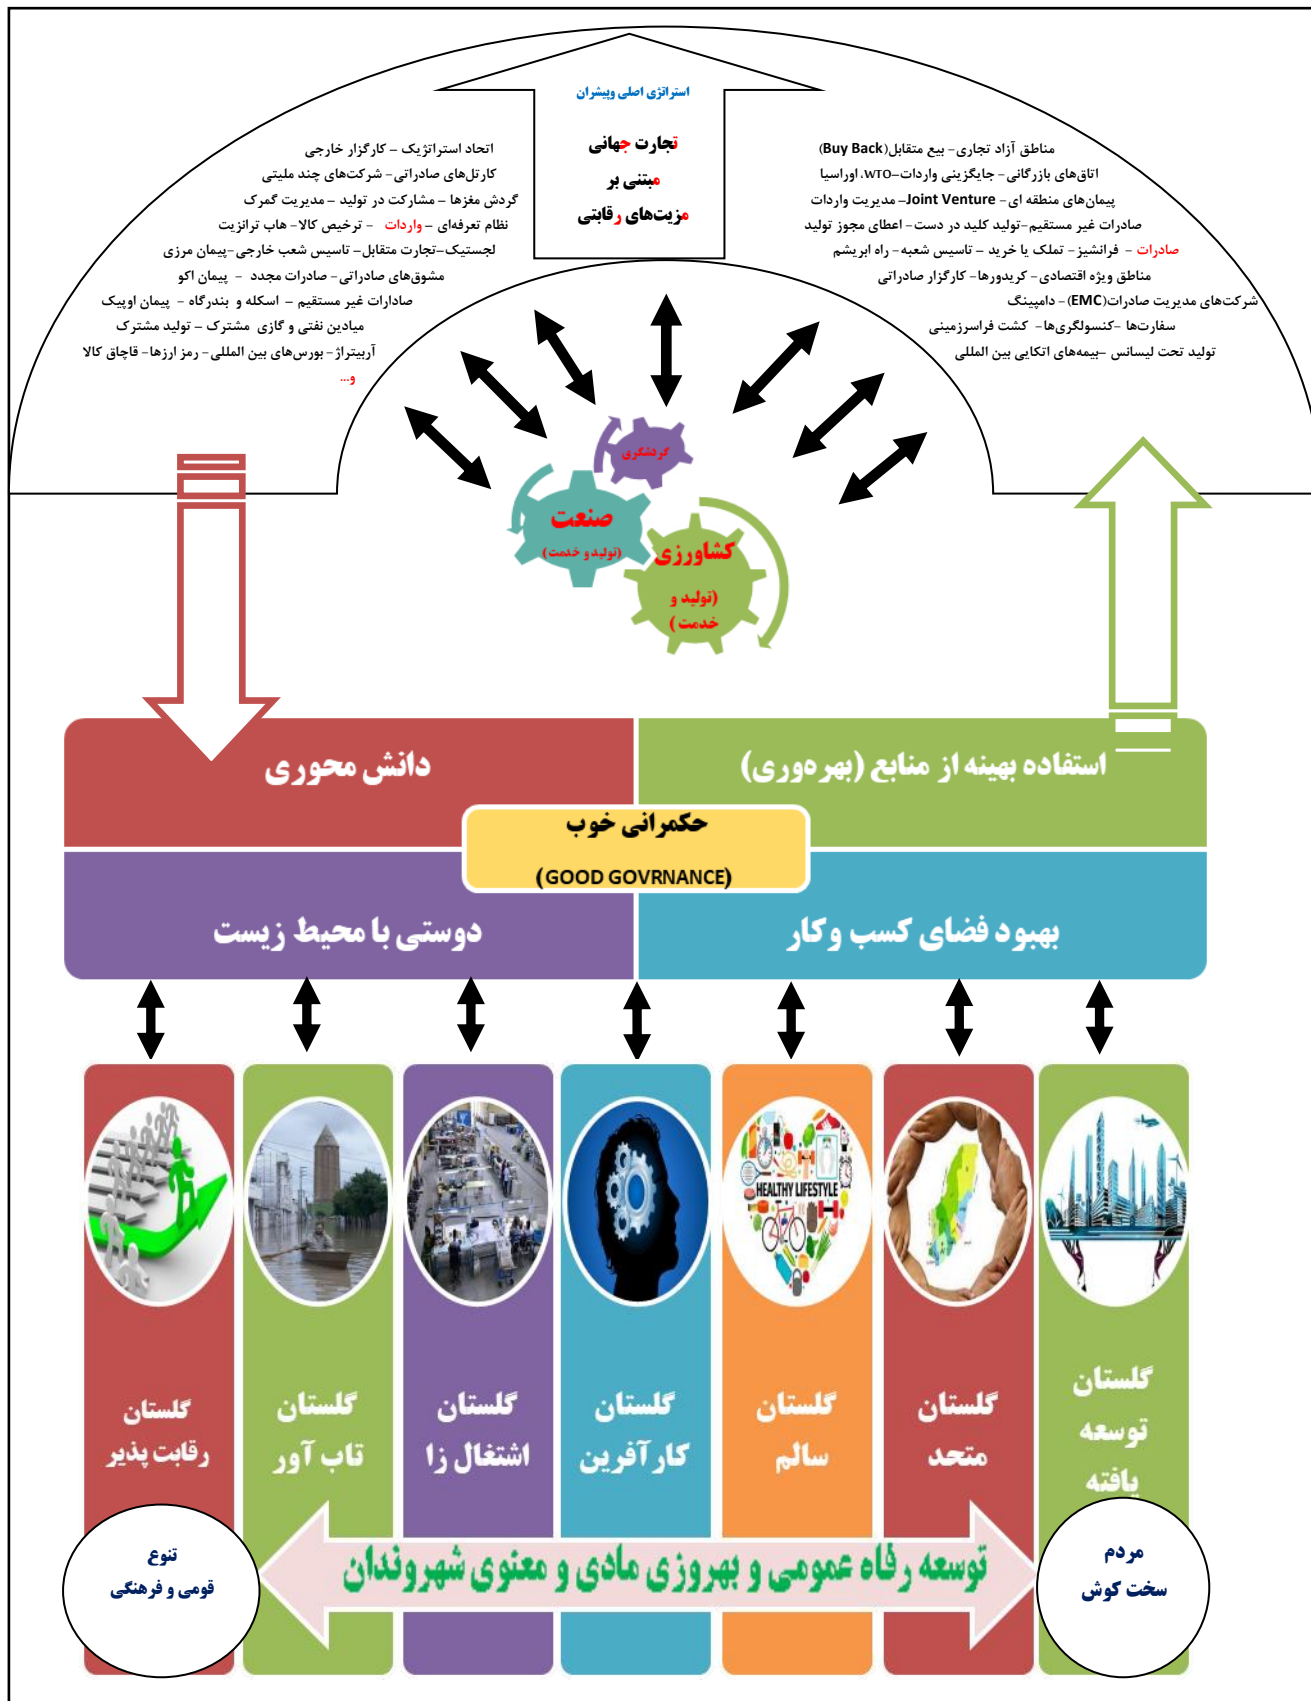 استراتژی اصلی وپیشران
تجارت جهانی
مبتنی بر
مزیت‌های رقابتی
مناطق آزاد تجاری- بیع متقابل(Buy Back)
اتاق‌های بازرگانی- جایگزینی واردات–WTO، اوراسیا
پیمان‌های منطقه ای- Joint Venture- مدیریت واردات
صادرات غیر مستقیم-تولید کلید در دست- اعطای مجوز تولید
صادرات - فرانشیز- تملک یا خرید - تاسیس شعبه- راه ابریشم
مناطق ویژه اقتصادی- کریدورها- کارگزار صادراتی
شرکت‌های مدیریت صادرات(EMC)- دامپینگ
سفارت‌ها -کنسولگری‌ها- کشت فراسرزمینی
تولید تحت لیسانس –بیمه‌های اتکایی بین المللی
اتحاد استراتژیک – کارگزار خارجی
کارتل‌های صادراتی- شرکت‌های چند ملیتی
گردش مغزها - مشارکت در تولید - مدیریت گمرک
نظام تعرفه‌ای – واردات - ترخیص کالا- هاب ترانزیت
لجستیک–تجارت متقابل- تاسیس شعب خارجی-پیمان مرزی
مشوق‌های صادراتی- صادرات مجدد - پیمان اکو
صادارات غیر مستقیم - اسکله و بندرگاه - پیمان اوپیک
میادین نفتی و گازی مشترک – تولید مشترک
آربیتراژ- بورس‌های بین المللی- رمز ارزها- قاچاق کالا
و...
گردشگری
صنعت
(تولید و خدمت)
کشاورزی
(تولید و
خدمت)
استفاده بهینه از منابع (بهره‌وری)
دانش محوری
حکمرانی خوب
(GOOD GOVRNANCE)
بهبود فضای کسب وکار
دوستی با محیط زیست
HEALTHY LIFESTYLE
گلستان
توسعه
یافته
گلستان
متحد
گلستان
سالم
گلستان
کارآفرین
گلستان
اشتغال زا
گلستان
تاب آور
گلستان
رقابت پذیر
مردم
سخت کوش
توسعه رفاه عمومی و بهروزی مادی و معنوی شهروندان
تنوع
قومی و فرهنگی